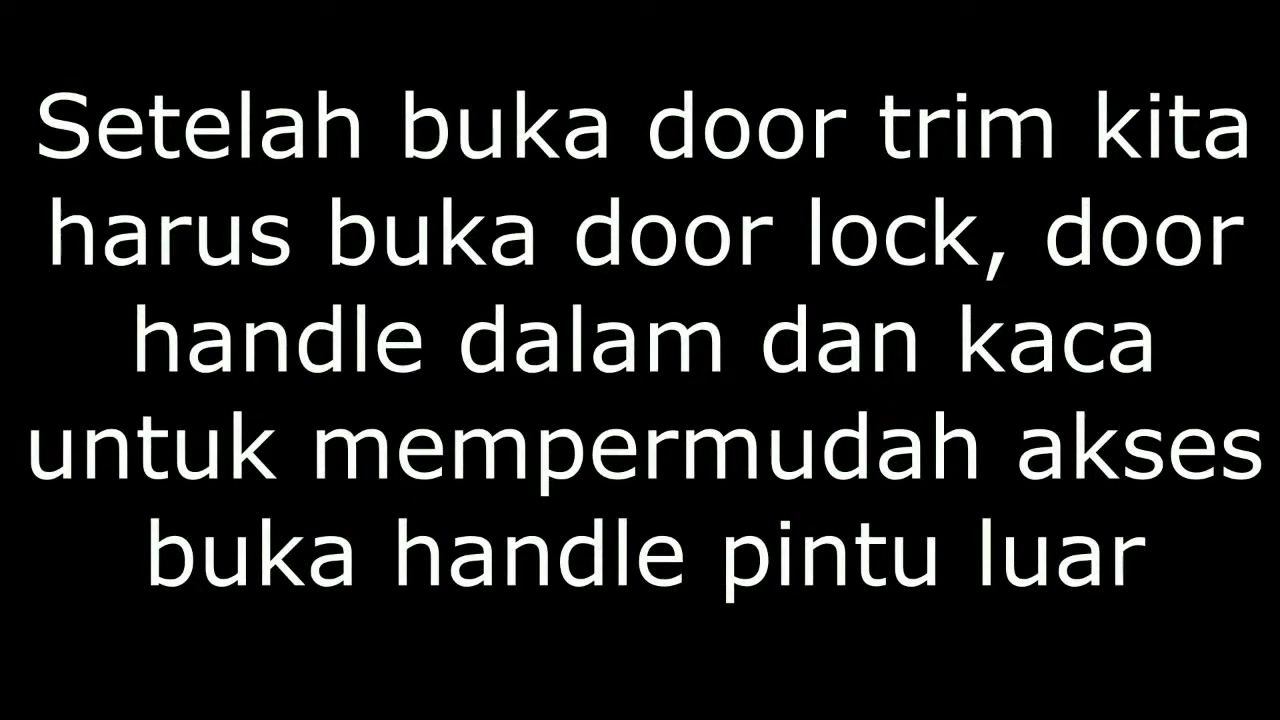 Setelah buka door trim kita
harus buka door lock, door
handle dalam dan kaca
untuk mempermudah akses
buka handle pintu luar